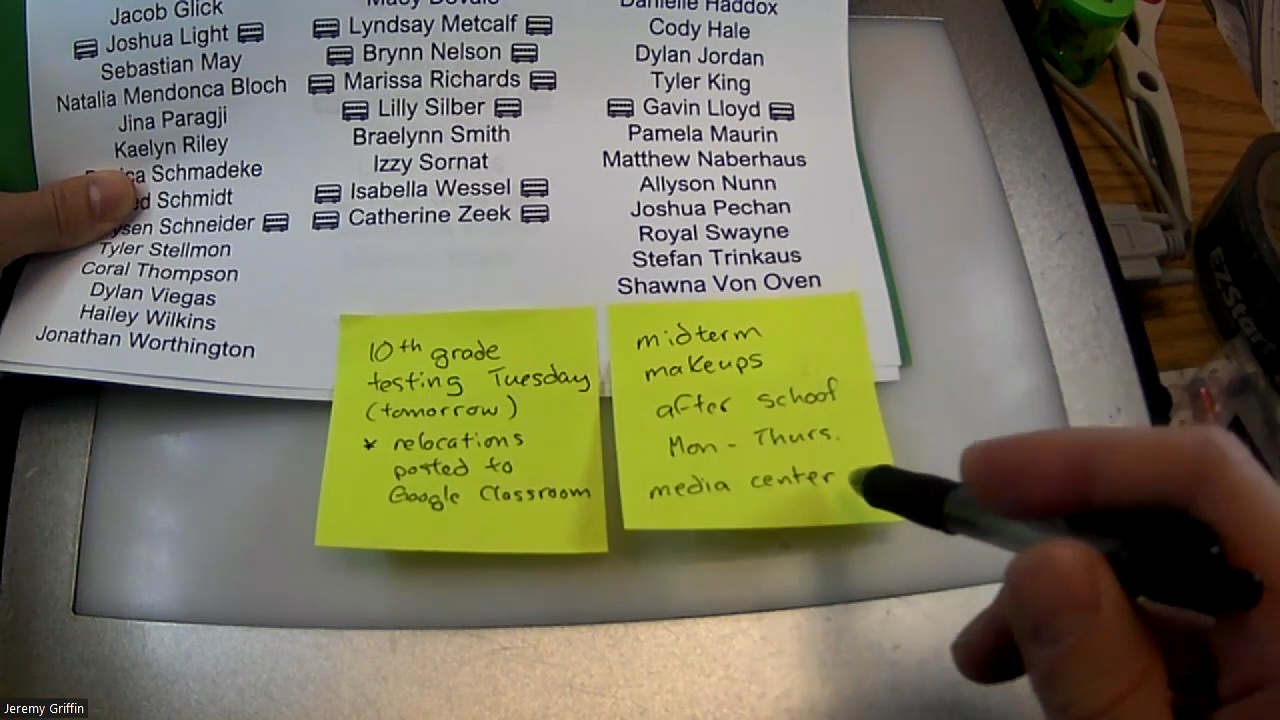 Jacob Glick
Joshua Light
Sebastian May
Natalia Mendonca Bloch
Jina Paragji
Kaelyn Riley
Schmadeke
Schmidt
Schneider
Tyler Stellmon
Coral Thompson
Dylan Viegas
Hailey Wilkins
Jonathan Worthington
Lyndsay Metcalf
Brynn Nelson
Marissa Richards
Lilly Silber
Braelynn Smith
Izzy Sornat
Isabella Wessel
Catherine Zeek
Danielle Haddox
Cody Hale
Dylan Jordan
Tyler King
Gavin Lloyd
Pamela Maurin
Matthew Naberhaus
Allyson Nunn
Joshua Pechan
Royal Swayne
Stefan Trinkaus
Shawna Von Oven
10th grade
testing Tuesday
(tomorrow)
* relocations
posted to
Google Classroom
midterm
makeups
after school
Mon - Thurs.
media center
Jeremy Griffin